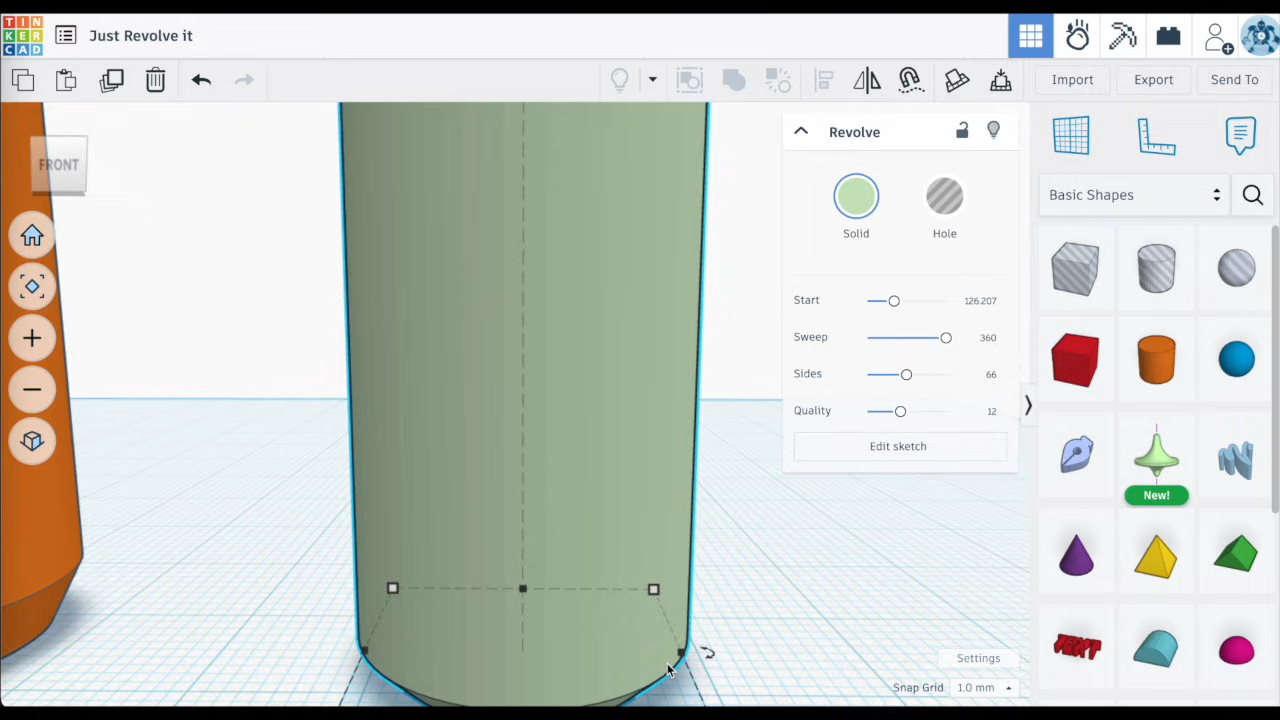 TIN
KER
CAD
Just Revolve it
Import
Export
Send To
FRONT
Revolve
Solid
Hole
Start
126.207
Sweep
360
Sides
66
Quality
12
Edit sketch
Basic Shapes
New!
TEXT
Settings
Snap Grid
1.0 mm